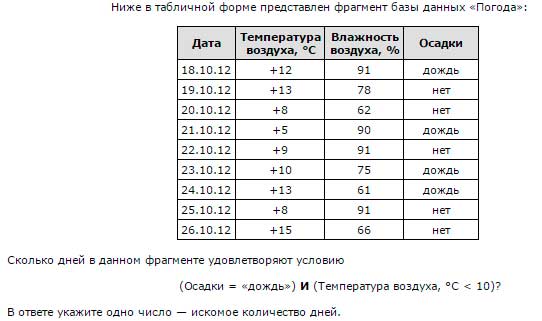 Ниже в табличной форме представлен фрагмент базы данных «Погода»:
Дата Температура воздуха, °C Влажность воздуха, % Осадки
18.10.12 +12 91 дождь
19.10.12 +13 78 нет
20.10.12 +8 62 нет
21.10.12 +5 90 дождь
22.10.12 +9 91 нет
23.10.12 +10 75 дождь
24.10.12 +13 61 дождь
25.10.12 +8 91 нет
26.10.12 +15 66 нет
Сколько дней в данном фрагменте удовлетворяют условию
(Осадки = «дождь») И (Температура воздуха, °C < 10)?
В ответе укажите одно число — искомое количество дней.